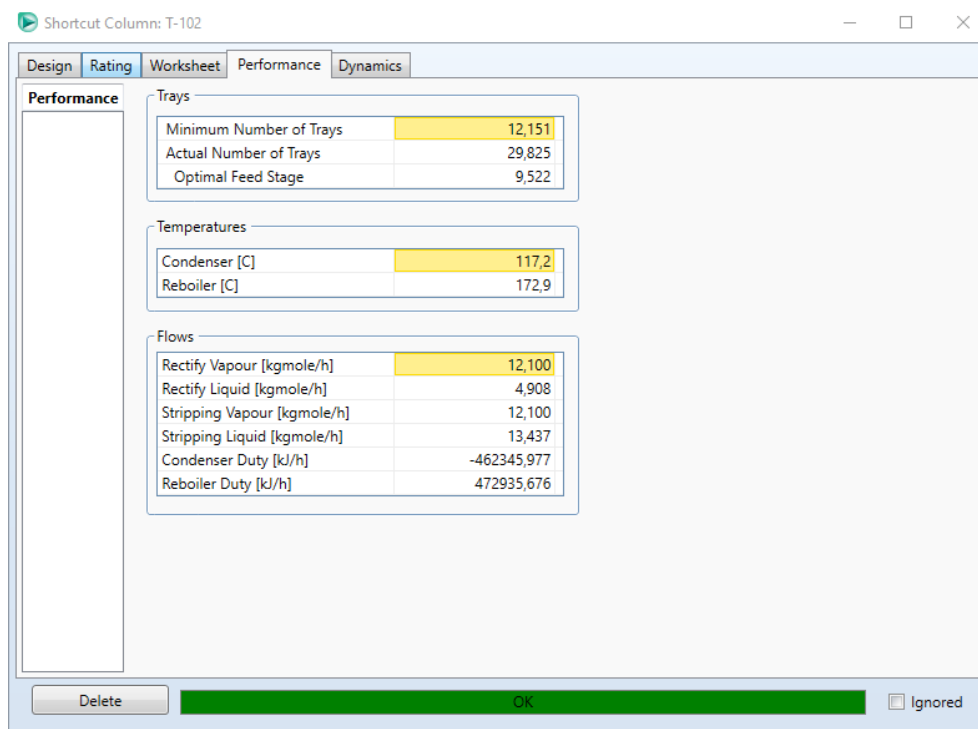 Shortcut Column: T-102
Design Rating Worksheet Performance Dynamics
Performance
Trays
Minimum Number of Trays 12,151
Actual Number of Trays 29,825
Optimal Feed Stage 9,522
Temperatures
Condenser [C] 117,2
Reboiler [C] 172,9
Flows
Rectify Vapour [kgmole/h] 12,100
Rectify Liquid [kgmole/h] 4,908
Stripping Vapour [kgmole/h] 12,100
Stripping Liquid [kgmole/h] 13,437
Condenser Duty [kJ/h] -462345,977
Reboiler Duty [kJ/h] 472935,676
Delete OK Ignored